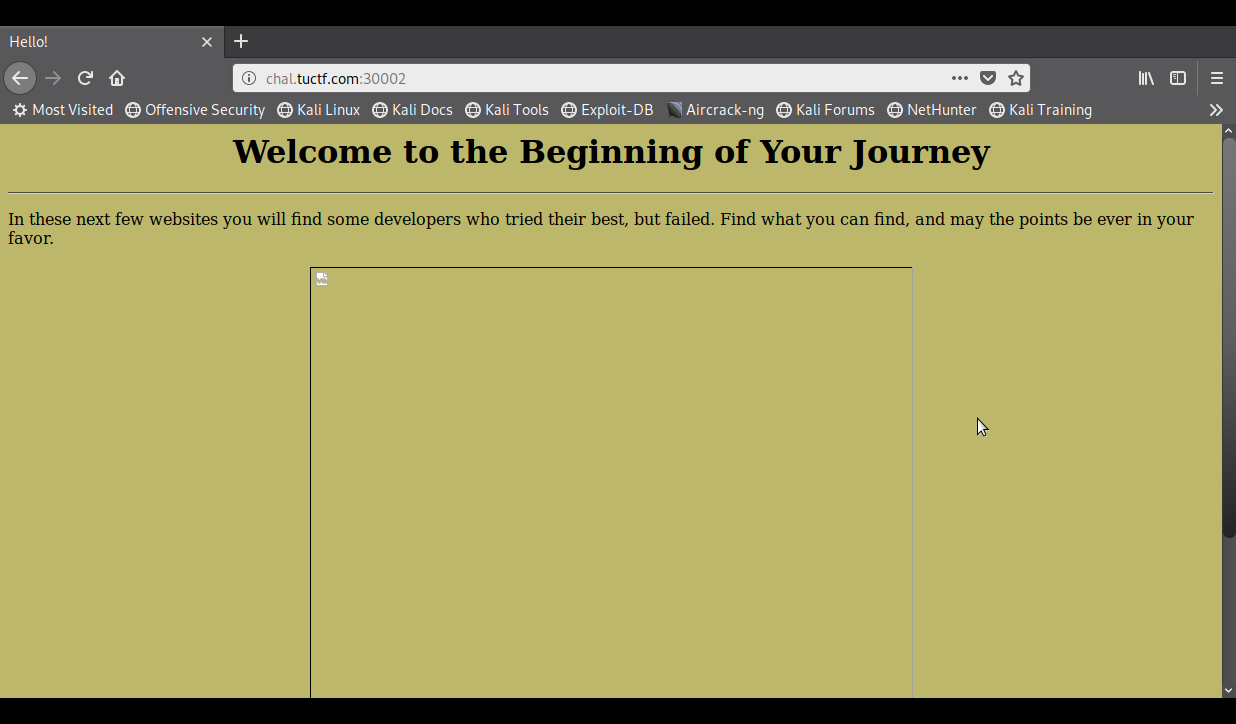 Hello!
chal.tuctf.com:30002
Most Visited Offensive Security Kali Linux Kali Docs Kali Tools Exploit-DB Aircrack-ng Kali Forums NetHunter Kali Training
Welcome to the Beginning of Your Journey
In these next few websites you will find some developers who tried their best, but failed. Find what you can find, and may the points be ever in your
favor.